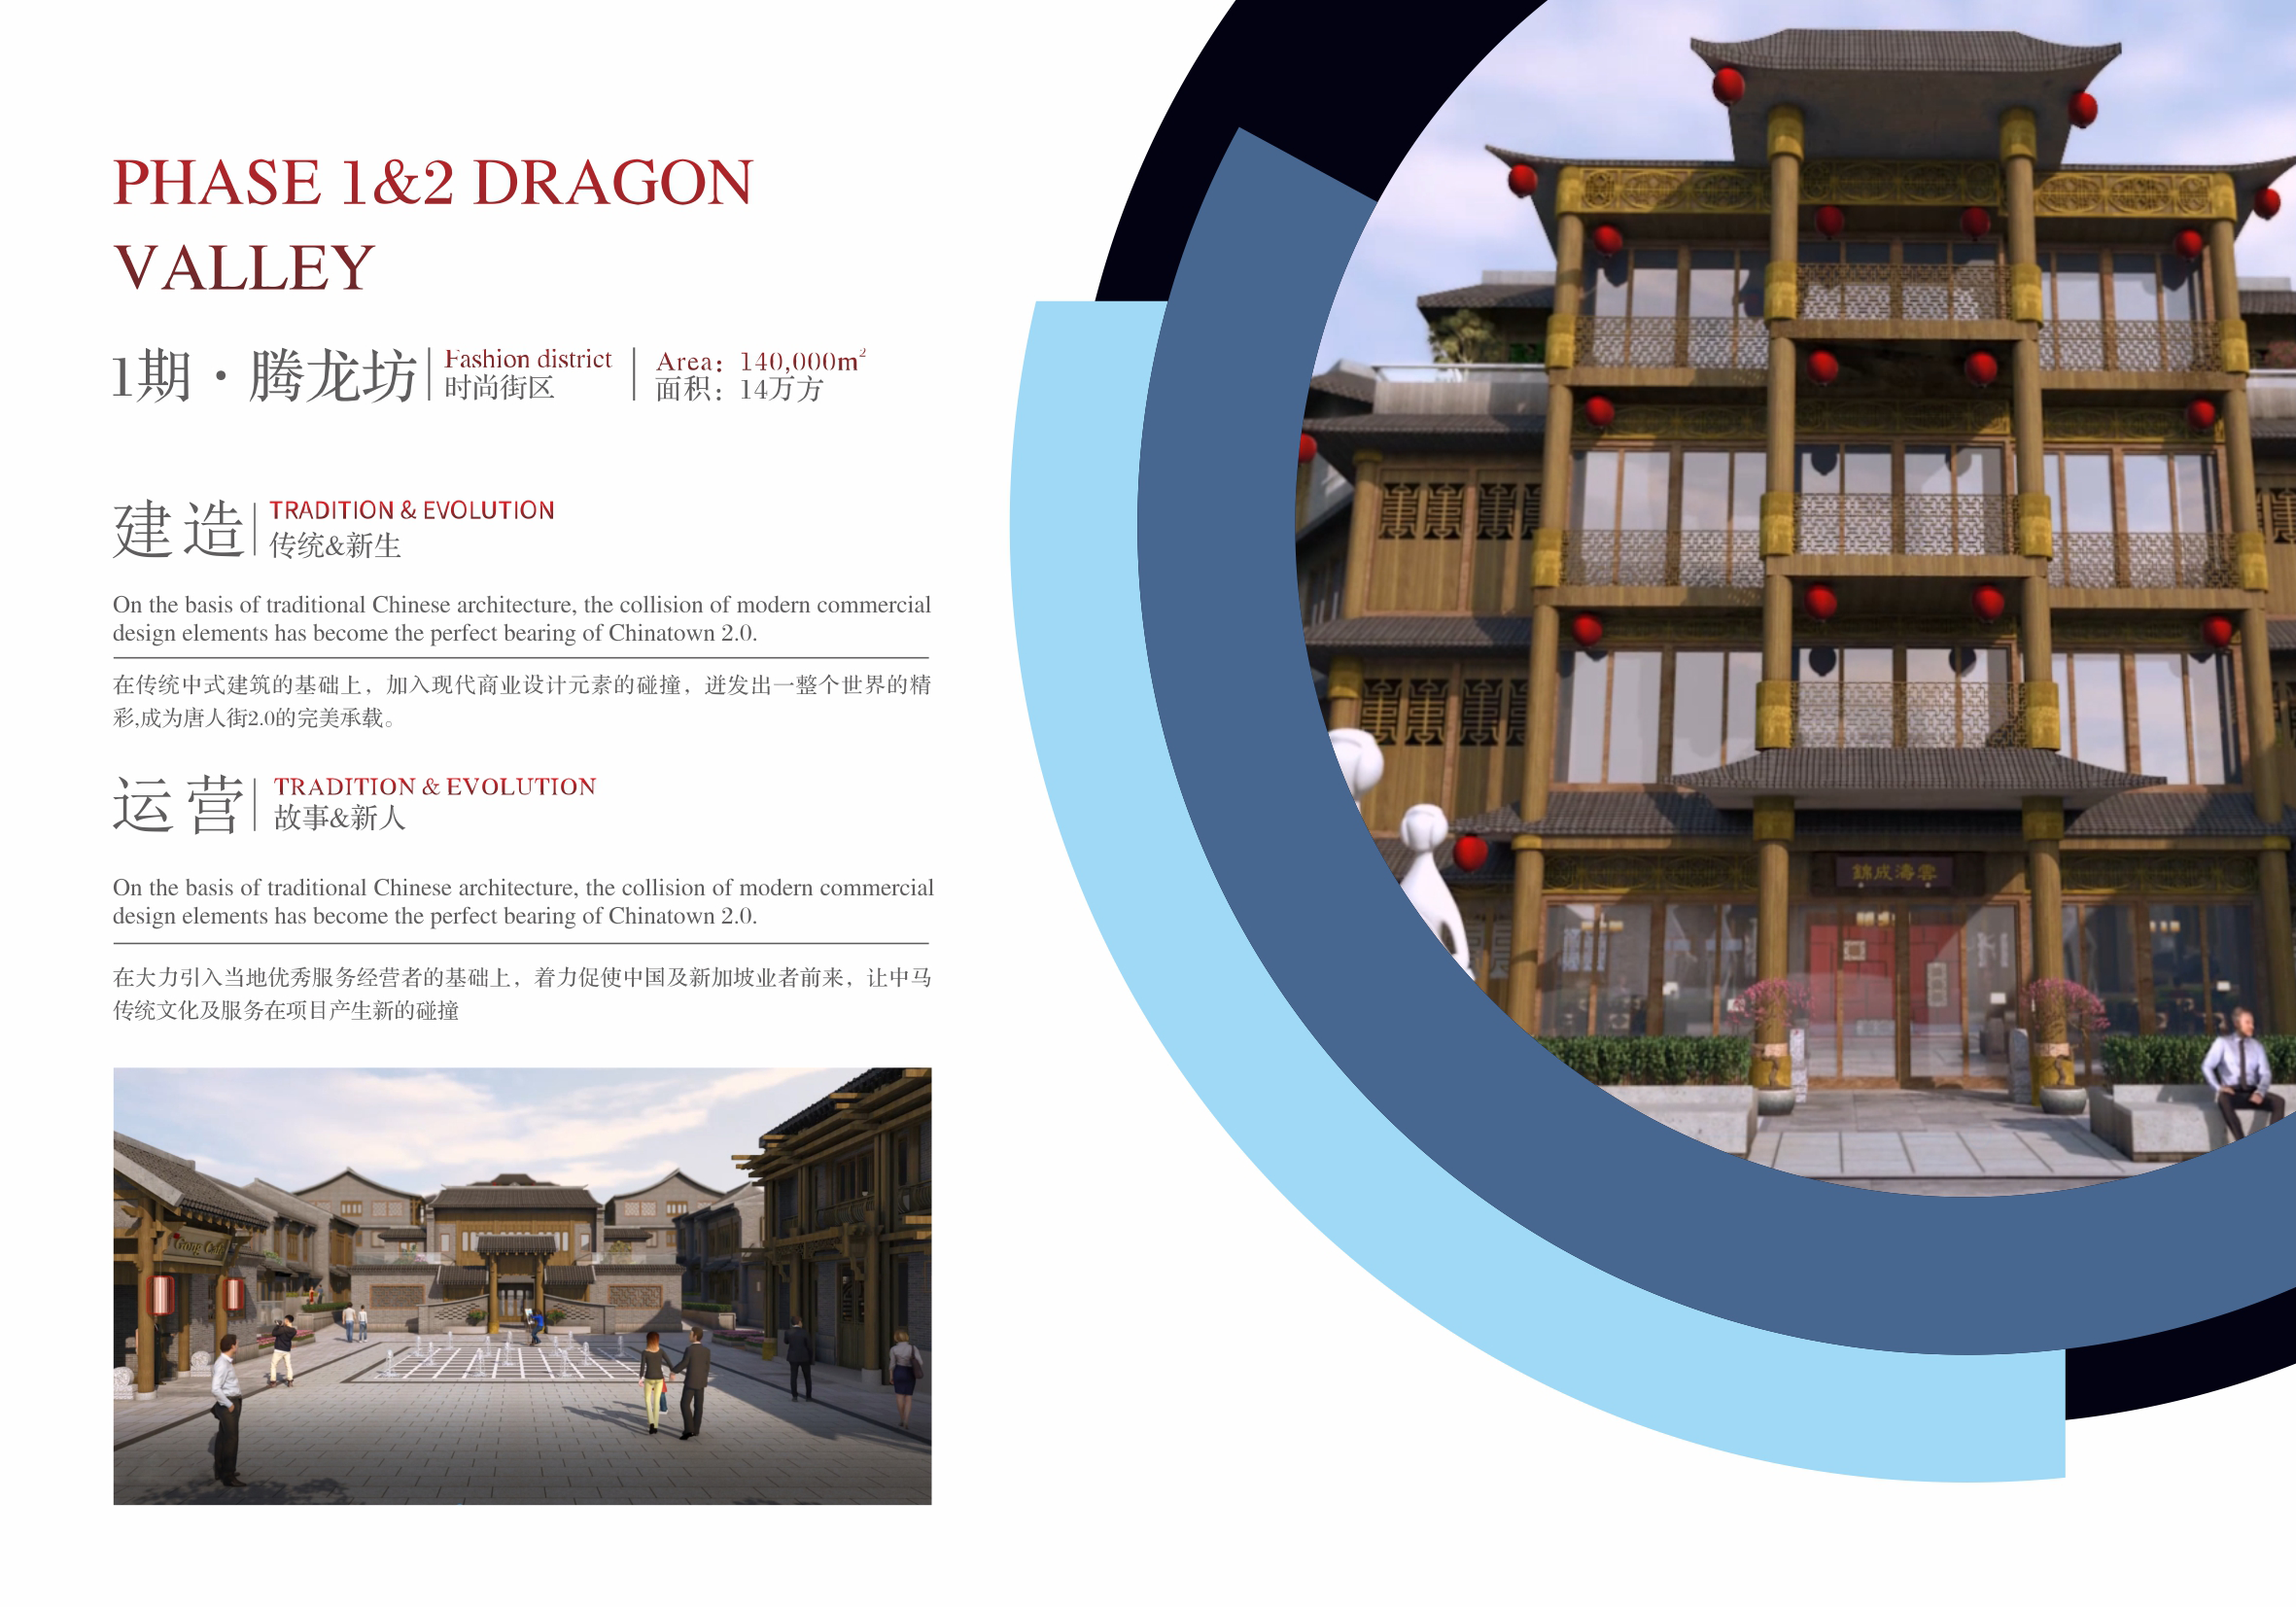 PHASE 1&2 DRAGON
VALLEY
1期·腾龙坊
Fashion district
时尚街区
Area：140,000m²
面积：14万方
建造
TRADITION & EVOLUTION
传统&新生
On the basis of traditional Chinese architecture, the collision of modern commercial
design elements has become the perfect bearing of Chinatown 2.0.
在传统中式建筑的基础上，加入现代商业设计元素的碰撞，迸发出一整个世界的精
彩,成为唐人街2.0的完美承载。
运营
TRADITION & EVOLUTION
故事&新人
On the basis of traditional Chinese architecture, the collision of modern commercial
design elements has become the perfect bearing of Chinatown 2.0.
在大力引入当地优秀服务经营者的基础上，着力促使中国及新加坡业者前来，让中马
传统文化及服务在项目产生新的碰撞
錦成濤雲